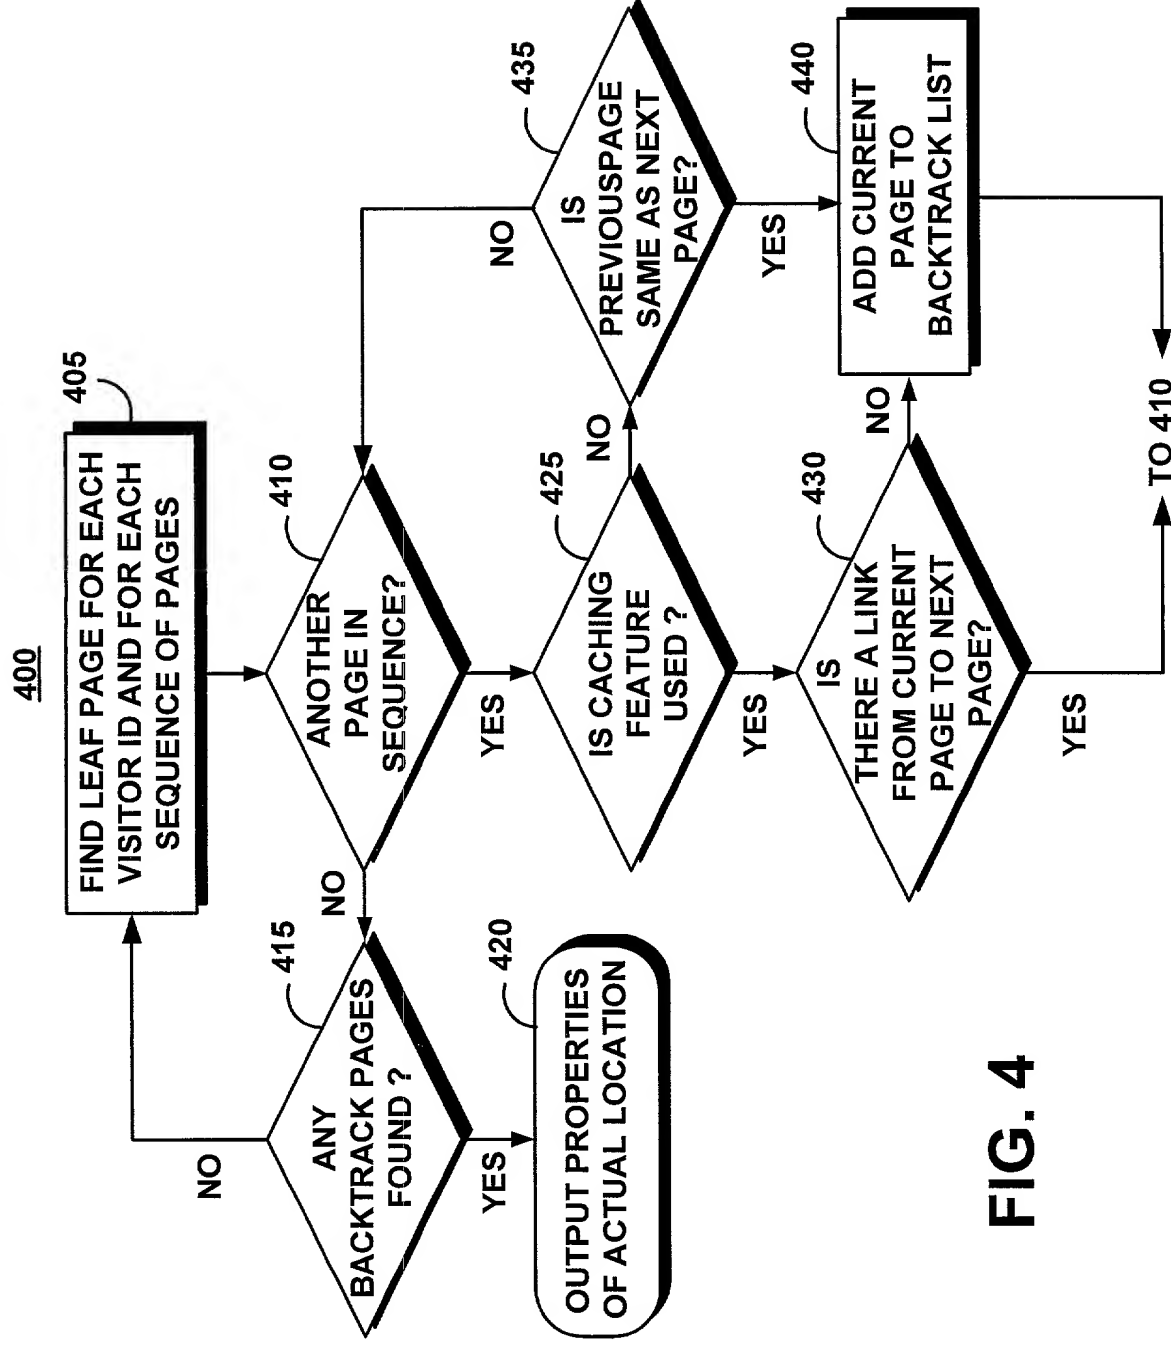 400
405
FIND LEAF PAGE FOR EACH
VISITOR ID AND FOR EACH
SEQUENCE OF PAGES
410
ANOTHER
PAGE IN
SEQUENCE?
NO
YES
415
ANY
BACKTRACK PAGES
FOUND ?
NO
YES
420
OUTPUT PROPERTIES
OF ACTUAL LOCATION
425
IS CACHING
FEATURE
USED ?
NO
YES
430
IS
THERE A LINK
FROM CURRENT
PAGE TO NEXT
PAGE?
NO
YES
435
IS
PREVIOUSPAGE
SAME AS NEXT
PAGE?
NO
YES
440
ADD CURRENT
PAGE TO
BACKTRACK LIST
TO 410
FIG. 4